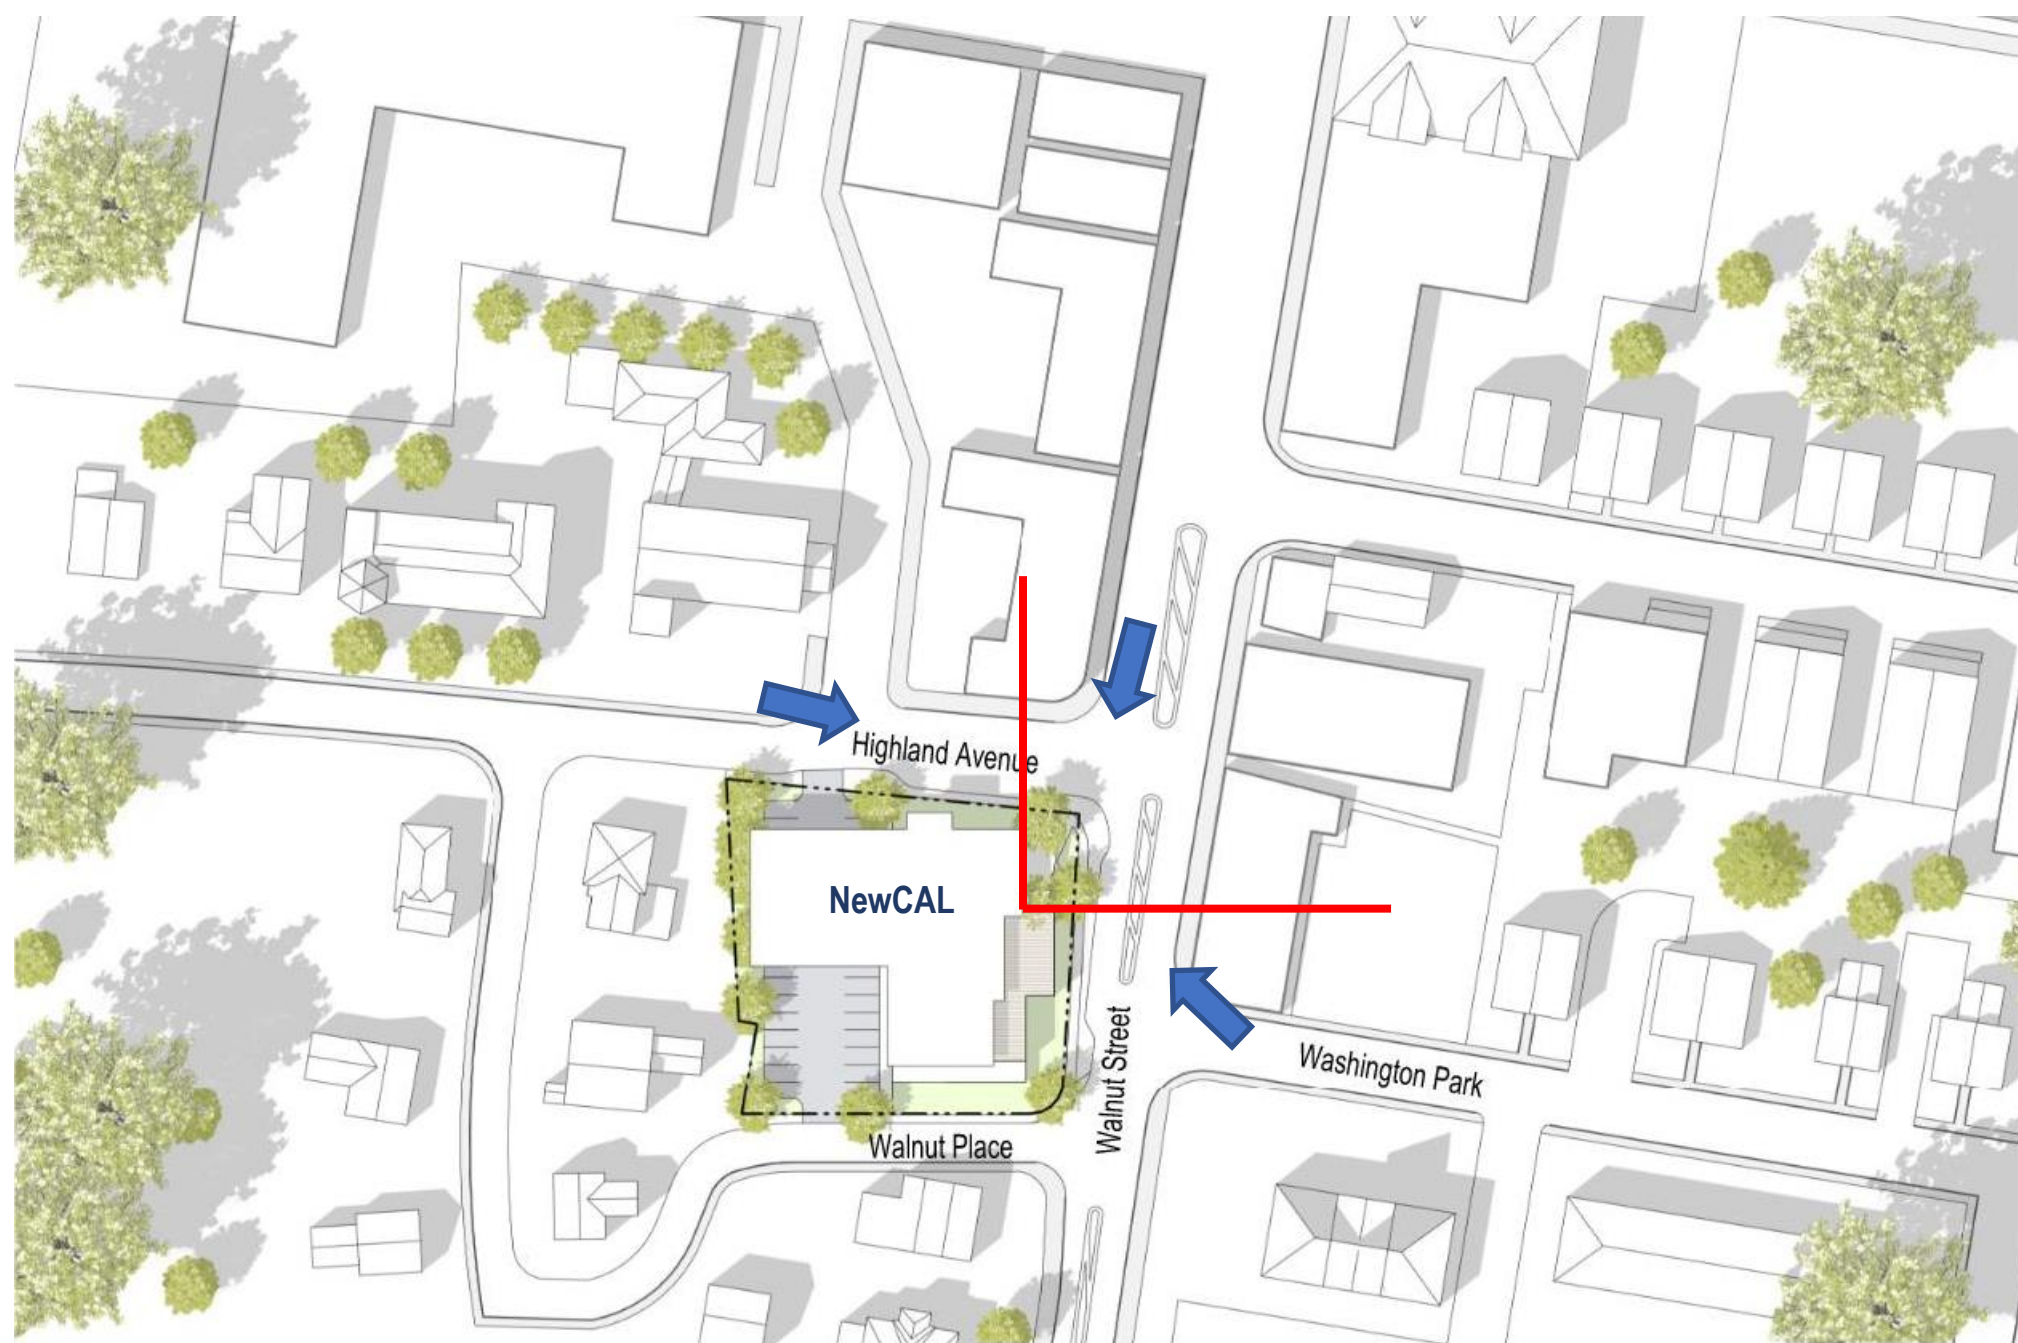 Highland Avenue
NewCAL
Walnut Street
Washington Park
Walnut Place